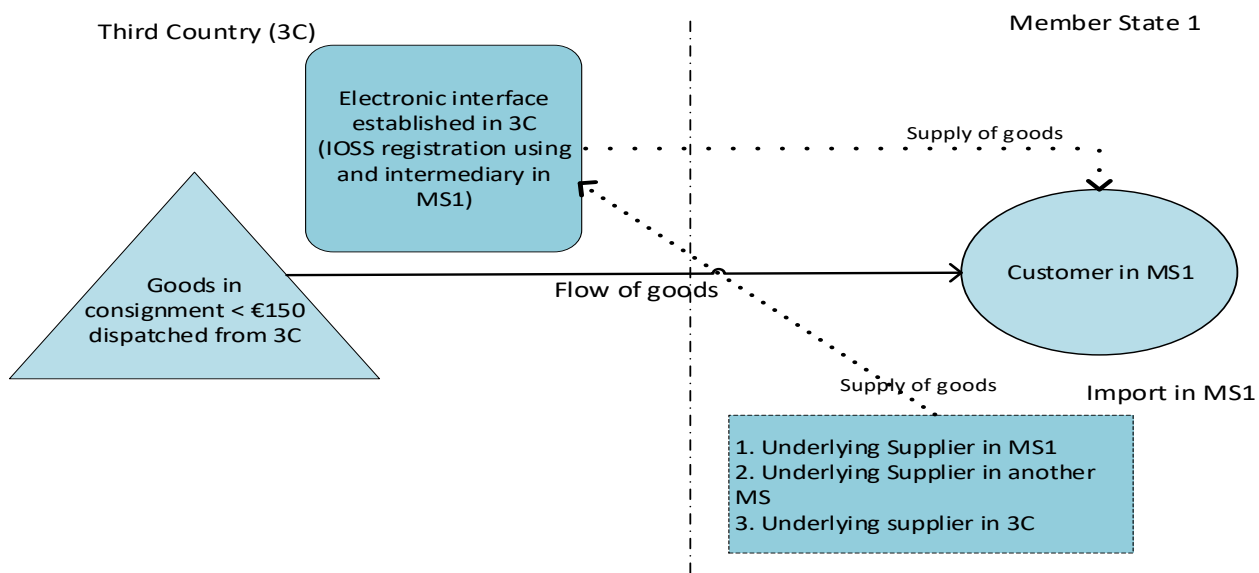 Third Country (3C)
Member State 1
Electronic interface
established in 3C
(IOSS registration using
and intermediary in
MS1)
Supply of goods
Goods in
consignment < €150
dispatched from 3C
Flow of goods
Customer in MS1
Supply of goods
Import in MS1
1. Underlying Supplier in MS1
2. Underlying Supplier in another
MS
3. Underlying supplier in 3C